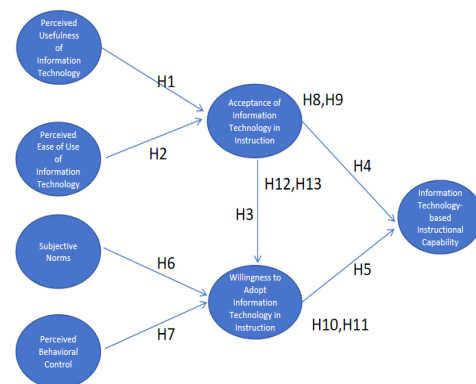 Perceived
Usefulness
of
Information
Technology
H1
Acceptance of
Information
Technology in
Instruction
H8,H9
Perceived
Ease of Use
of
Information
Technology
H2
H12,H13
H4
H3
Information
Technology-
based
Instructional
Capability
Subjective
Norms
H6
Willingness to
Adopt
Information
Technology in
Instruction
H5
H7
H10,H11
Perceived
Behavioral
Control